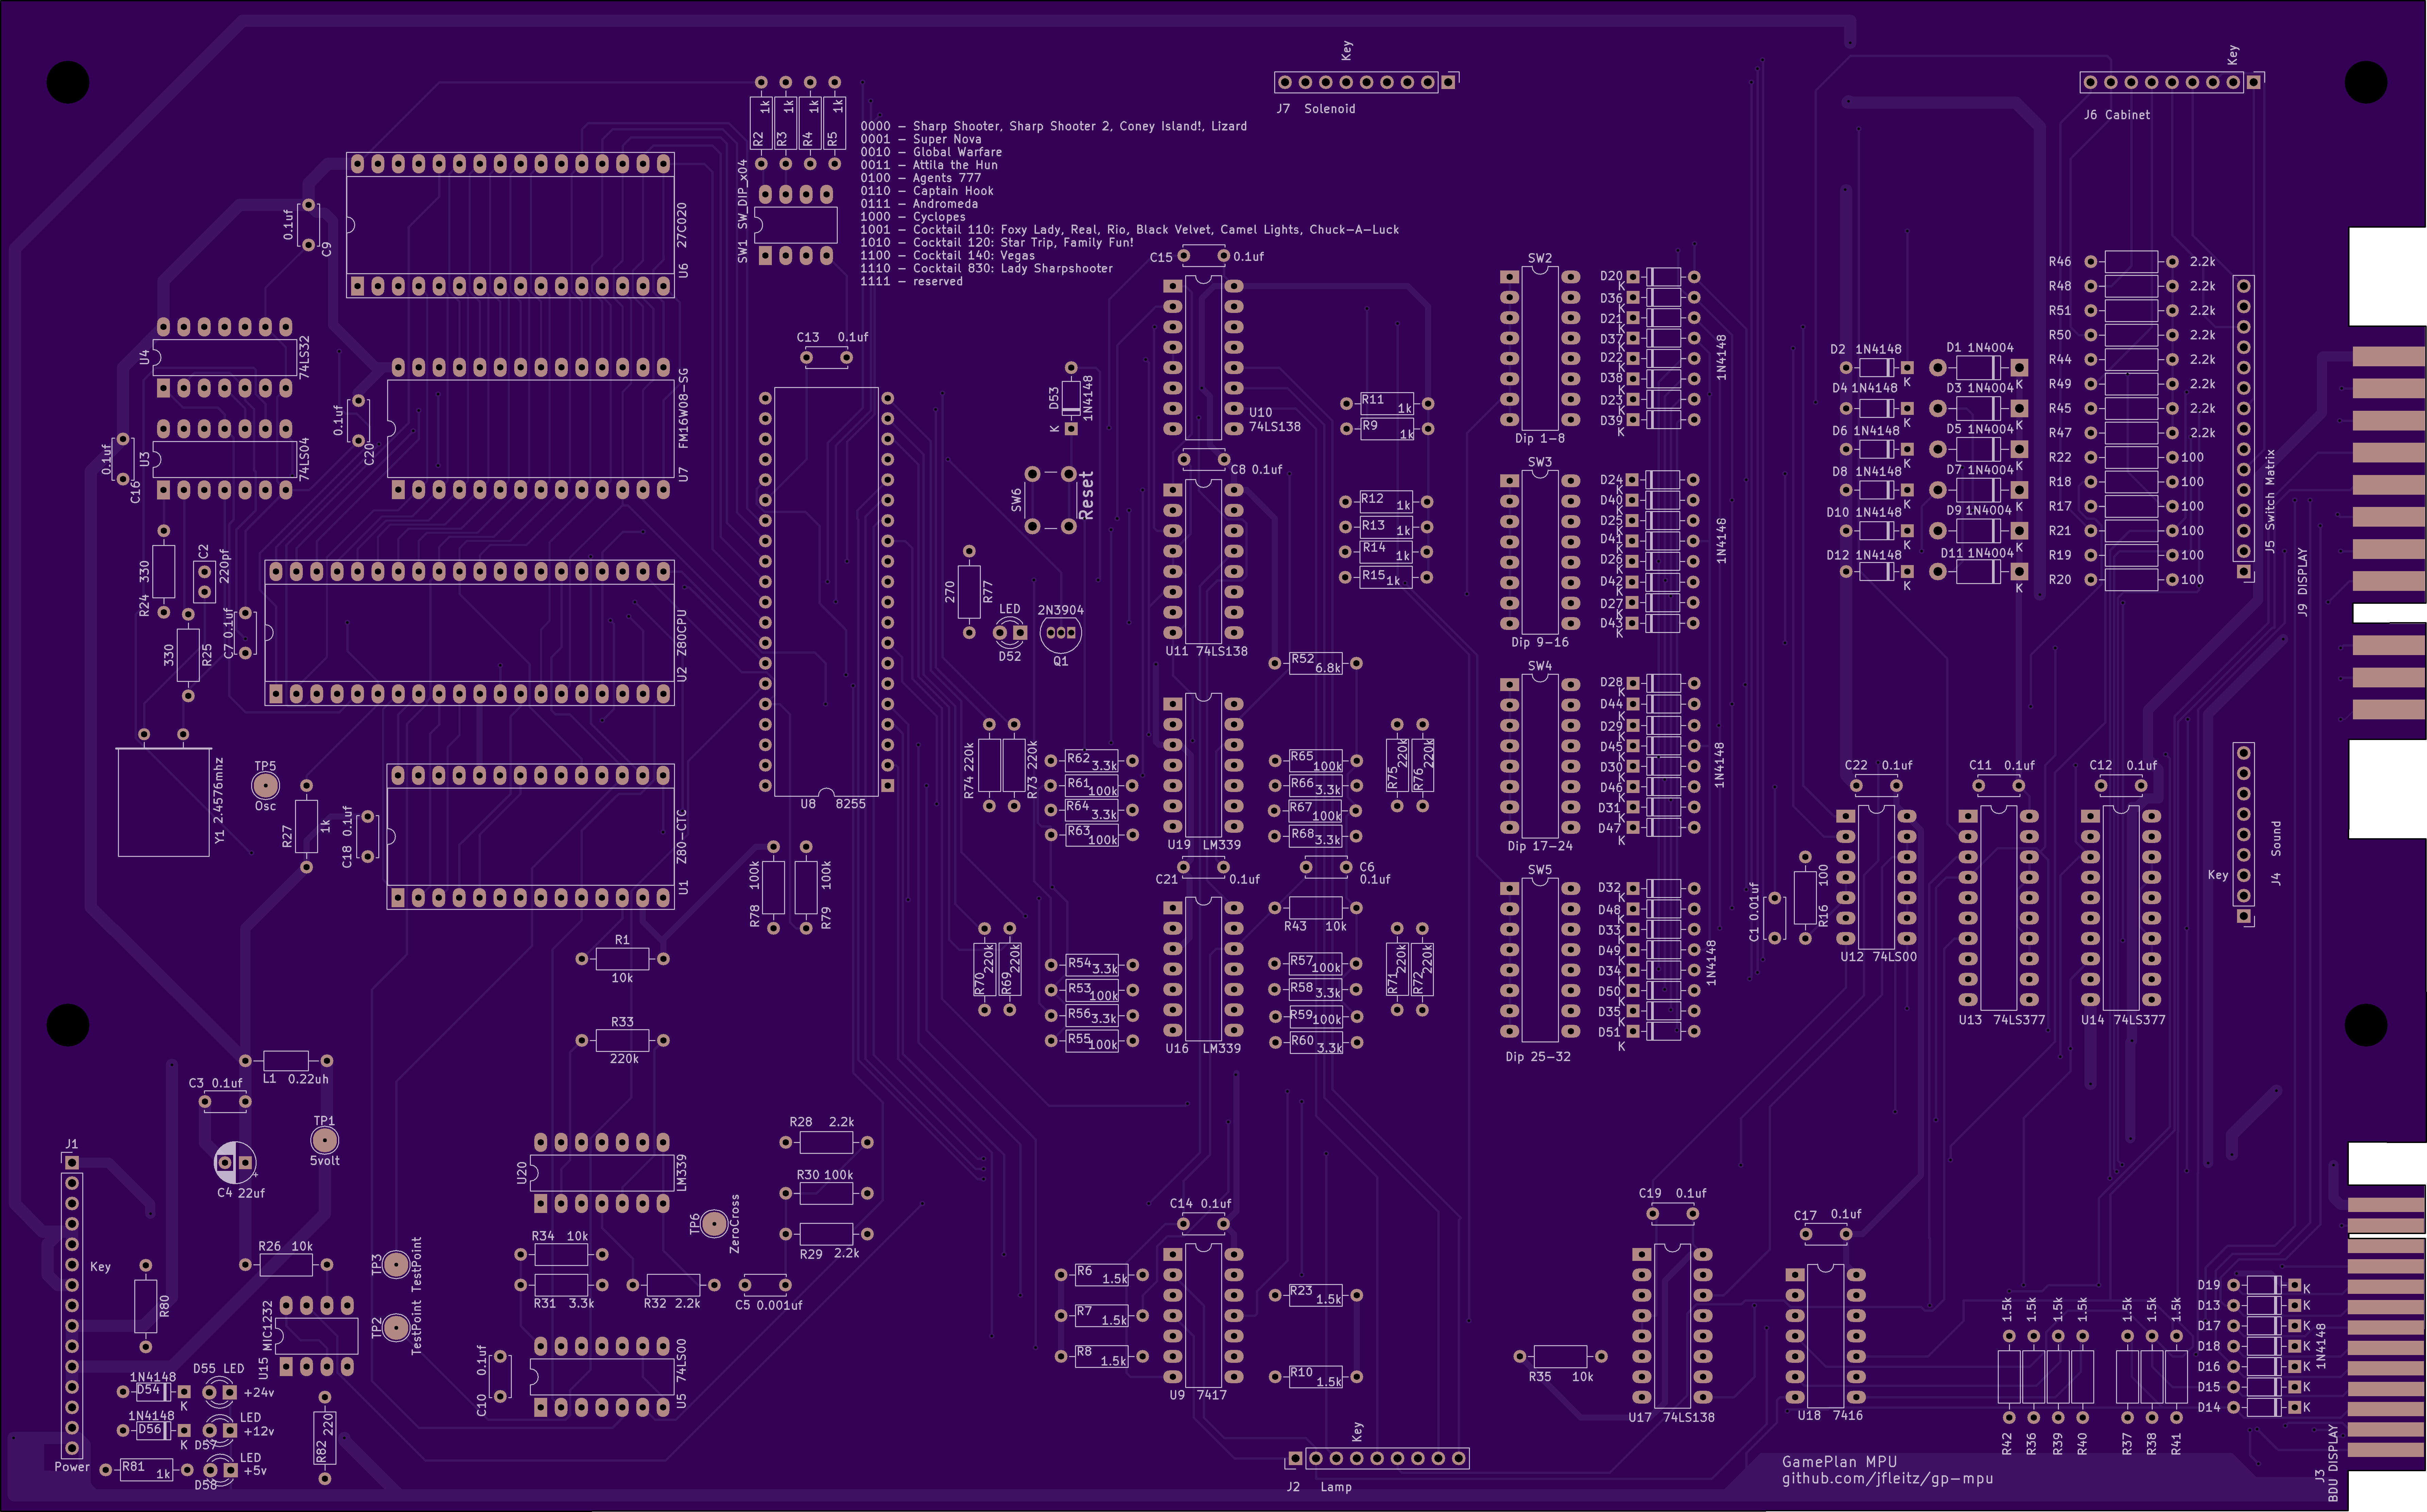 Key
J7 Solenoid
Key
J6 Cabinet
R2 1k
R3 1k
R4 1k
R5 1k
SW1 SW_DIP_x04
0000 – Sharp Shooter, Sharp Shooter 2, Coney Island!, Lizard
0001 – Super Nova
0010 – Global Warfare
0011 – Attila the Hun
0100 – Agents 777
0110 – Captain Hook
0111 – Andromeda
1000 – Cyclopes
1001 – Cocktail 110: Foxy Lady, Real, Rio, Black Velvet, Camel Lights, Chuck-A-Luck
1010 – Cocktail 120: Star Trip, Family Fun!
1100 – Cocktail 140: Vegas
1110 – Cocktail 830: Lady Sharpshooter
1111 – reserved
0.1uf C9
U6 27C020
U4 74LS32
U3 74LS04
0.1uf C16
0.1uf C20
U7 FM16W08-SG
R24 330
C2 220pf
330 R25
C7 0.1uf
U2 Z80CPU
Y1 2.4576mhz
TP5
Osc
R27 1k
C18 0.1uf
U1 Z80-CTC
C13 0.1uf
U8 8255
R78 100k
R79 100k
R1
10k
R33
220k
D53 1N4148
K
SW6 Reset
270 R77
LED
D52
2N3904
Q1
C15 0.1uf
U10
74LS138
C8 0.1uf
U11 74LS138
R11 1k
R9 1k
R12 1k
R13 1k
R14 1k
R15 1k
R52 6.8k
R74 220k
R73 220k
R62 3.3k
R61 100k
R64 3.3k
R63 100k
U19 LM339
C21 0.1uf
R65 100k
R66 3.3k
R67 100k
R68 3.3k
R75 220k
R76 220k
C6
0.1uf
R43 10k
R70 220k
R69 220k
R54 3.3k
R53 100k
R56 3.3k
R55 100k
U16 LM339
R57 100k
R58 3.3k
R59 100k
R60 3.3k
R71 220k
R72 220k
SW2
Dip 1-8
D20
K
D36
K
D21
K
D37
K
D22
K
D38
K
D23
K
D39
K
1N4148
SW3
Dip 9-16
D24
K
D40
K
D25
K
D41
K
D26
K
D42
K
D27
K
D43
K
1N4148
SW4
Dip 17-24
D28
K
D44
K
D29
K
D45
K
D30
K
D46
K
D31
K
D47
K
1N4148
SW5
Dip 25-32
D32
K
D48
K
D33
K
D49
K
D34
K
D50
K
D35
K
D51
K
1N4148
D2 1N4148
K
D1 1N4004
K
D4 1N4148
K
D3 1N4004
K
D6 1N4148
K
D5 1N4004
K
D8 1N4148
K
D7 1N4004
K
D10 1N4148
K
D9 1N4004
K
D12 1N4148
K
D11 1N4004
K
R46 2.2k
R48 2.2k
R51 2.2k
R50 2.2k
R44 2.2k
R49 2.2k
R45 2.2k
R47 2.2k
R22 100
R18 100
R17 100
R21 100
R19 100
R20 100
J5 Switch Matrix
J9 DISPLAY
C22 0.1uf
C11 0.1uf
C12 0.1uf
C1 0.01uf
R16 100
U12 74LS00
U13 74LS377
U14 74LS377
Key
J4 Sound
L1 0.22uh
C3 0.1uf
TP1
5volt
C4 22uf
+
J1
Key
Power
R26 10k
R80
U15 MIC1232
TP3 TestPoint
TP2 TestPoint
1N4148
D54
K
D55 LED
+24v
1N4148
D56
K
LED
D57 +12v
R81 1k
LED
D58 +5v
R82 220
U20 LM339
R34 10k
R31 3.3k
R32 2.2k
TP6 ZeroCross
C5 0.001uf
C10 0.1uf
U5 74LS00
R28 2.2k
R30 100k
R29 2.2k
C14 0.1uf
R6 1.5k
R7 1.5k
R8 1.5k
U9 7417
R23 1.5k
R10 1.5k
Key
J2 Lamp
R35 10k
C19 0.1uf
U17 74LS138
C17 0.1uf
U18 7416
R42 1.5k
R36 1.5k
R39 1.5k
R40 1.5k
R37 1.5k
R38 1.5k
R41 1.5k
D19 K
D13 K
D17 K
D18 K
D16 K
D15 K
D14 K
1N4148
J3
BDU DISPLAY
GamePlan MPU
github.com/jfleitz/gp-mpu